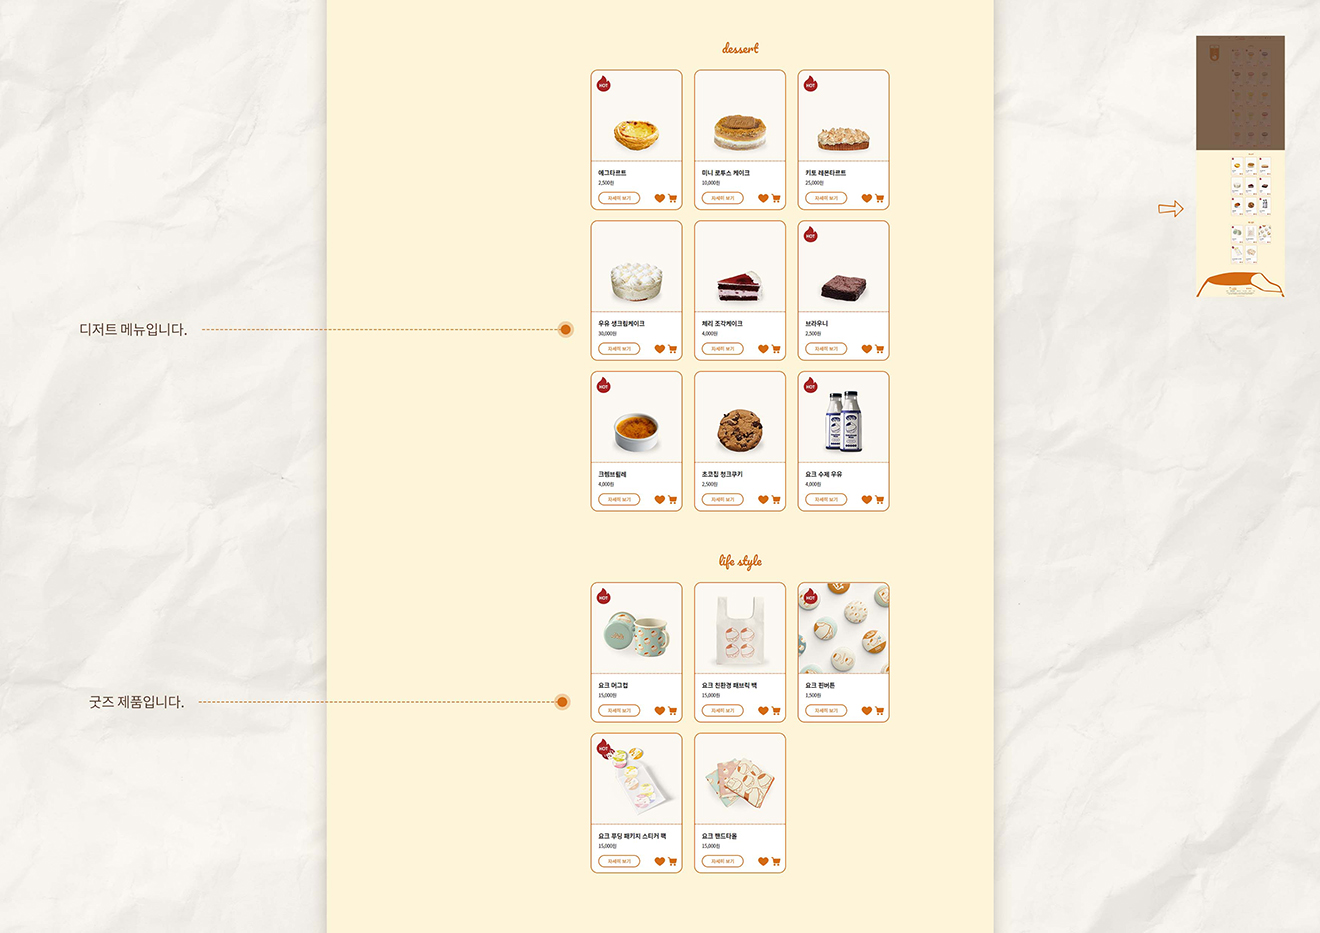 dessert
HOT
에그타르트
2,500원
자세히 보기
미니 로투스 케이크
10,000원
자세히 보기
HOT
키토 레몬타르트
25,000원
자세히 보기
우유 생크림케이크
30,000원
자세히 보기
체리 조각케이크
4,000원
자세히 보기
HOT
브라우니
2,500원
자세히 보기
디저트 메뉴입니다.
HOT
크렘브륄레
4,000원
자세히 보기
초코칩 청크쿠키
2,500원
자세히 보기
HOT
요크 수제 우유
4,000원
자세히 보기
life style
HOT
요크 머그컵
15,000원
자세히 보기
요크 친환경 패브릭 백
15,000원
자세히 보기
HOT
요크 핀버튼
1,500원
자세히 보기
굿즈 제품입니다.
HOT
요크 푸딩 패키지 스티커 팩
15,000원
자세히 보기
요크 핸드타올
15,000원
자세히 보기